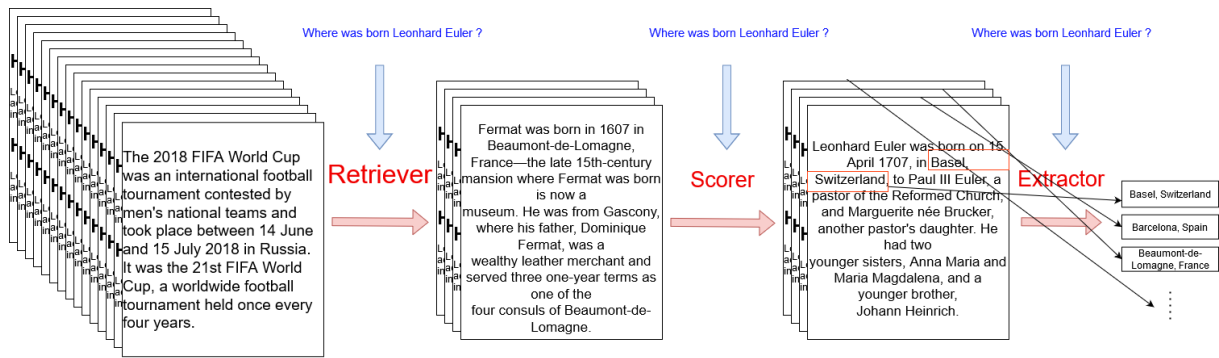 Where was born Leonhard Euler ?
Where was born Leonhard Euler ?
Where was born Leonhard Euler ?
The 2018 FIFA World Cup
was an international football
tournament contested by
men's national teams and
took place between 14 June
and 15 July 2018 in Russia.
It was the 21st FIFA World
Cup, a worldwide football
tournament held once every
four years.
Retriever
Fermat was born in 1607 in
Beaumont-de-Lomagne,
France—the late 15th-century
mansion where Fermat was born
is now a
museum. He was from Gascony,
where his father, Dominique
Fermat, was a
wealthy leather merchant and
served three one-year terms as
one of the
four consuls of Beaumont-de-
Lomagne.
Scorer
Leonhard Euler was born on 15
April 1707, in Basel,
Switzerland, to Paul III Euler, a
pastor of the Reformed Church,
and Marguerite née Brucker,
another pastor's daughter. He
had two
younger sisters, Anna Maria and
Maria Magdalena, and a
younger brother,
Johann Heinrich.
Extractor
Basel, Switzerland
Barcelona, Spain
Beaumont-de-
Lomagne, France